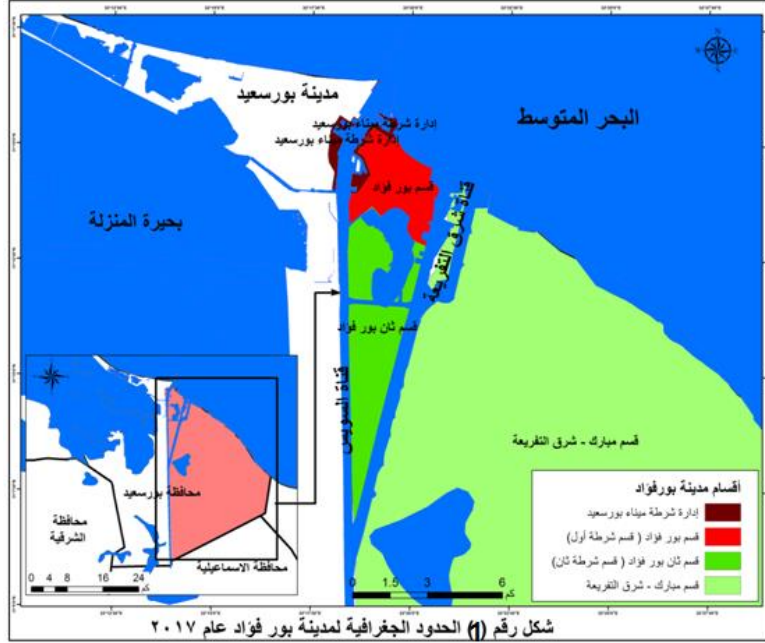 مدينة بورسعيد
البحر المتوسط
إدارة شرطة ميناء بورسعيد
إدارة شرطة ميناء بورسعيد
قسم بور فؤاد
قناة شرق التفريعة
بحيرة المنزلة
قسم ثان بور فؤاد
قناة السويس
قسم مبارك - شرق التفريعة
محافظة بورسعيد
محافظة الشرقية
محافظة الاسماعيلية
0 4 8 16 24
كم
0 1.5 3 6
كم
أقسام مدينة بورفؤاد
إدارة شرطة ميناء بورسعيد
قسم بور فؤاد ( قسم شرطة أول)
قسم ثان بور فؤاد ( قسم شرطة ثان)
قسم مبارك - شرق التفريعة
شكل رقم (1) الحدود الجغرافية لمدينة بور فؤاد عام ٢٠١٧